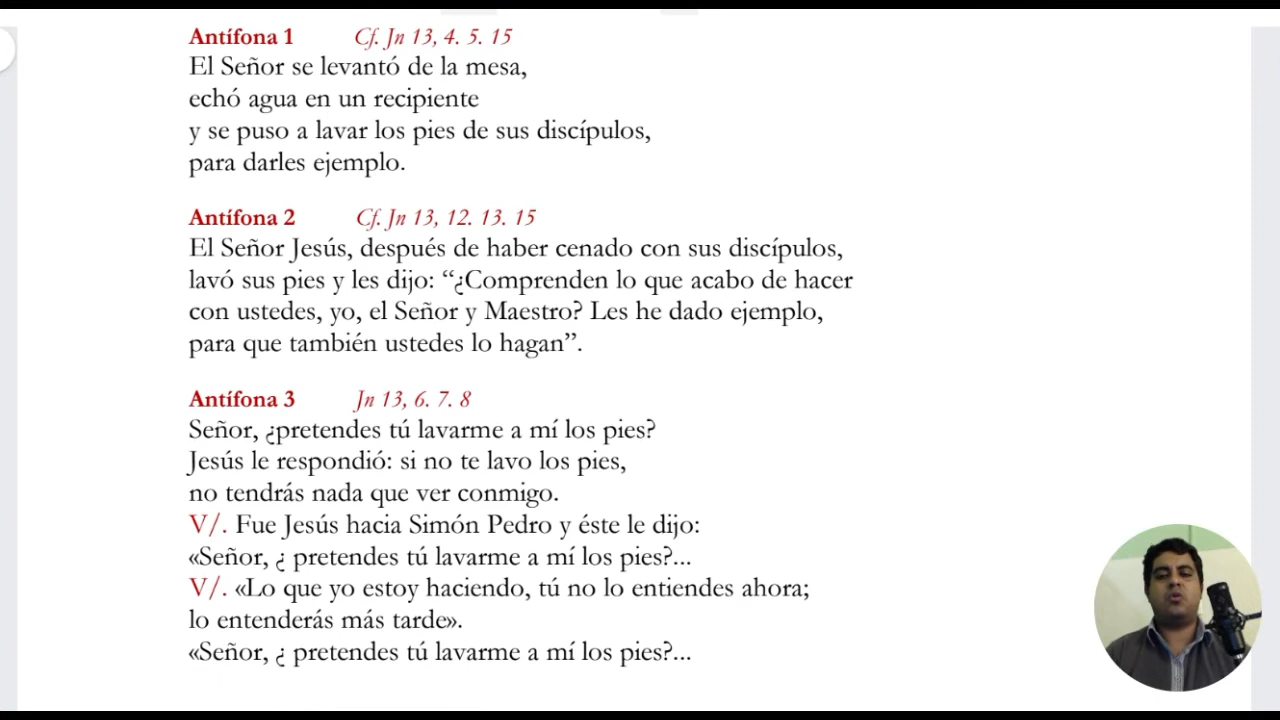 Antífona 1 Cf. Jn 13, 4. 5. 15
El Señor se levantó de la mesa,
echó agua en un recipiente
y se puso a lavar los pies de sus discípulos,
para darles ejemplo.
Antífona 2 Cf. Jn 13, 12. 13. 15
El Señor Jesús, después de haber cenado con sus discípulos,
lavó sus pies y les dijo: “¿Comprenden lo que acabo de hacer
con ustedes, yo, el Señor y Maestro? Les he dado ejemplo,
para que también ustedes lo hagan”.
Antífona 3 Jn 13, 6. 7. 8
Señor, ¿pretendes tú lavarme a mí los pies?
Jesús le respondió: si no te lavo los pies,
no tendrás nada que ver conmigo.
V/. Fue Jesús hacia Simón Pedro y éste le dijo:
«Señor, ¿ pretendes tú lavarme a mí los pies?...
V/. «Lo que yo estoy haciendo, tú no lo entiendes ahora;
lo entenderás más tarde».
«Señor, ¿ pretendes tú lavarme a mí los pies?...